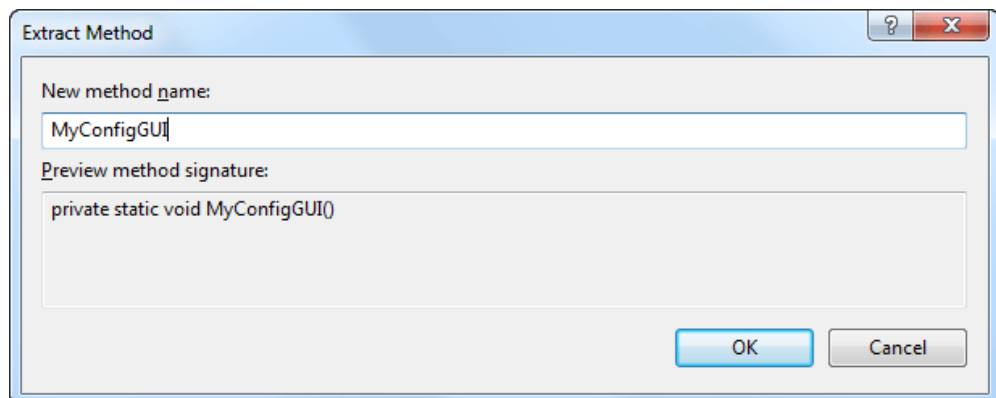 Extract Method
New method name:
MyConfigGUI
Preview method signature:
private static void MyConfigGUI()
OK Cancel